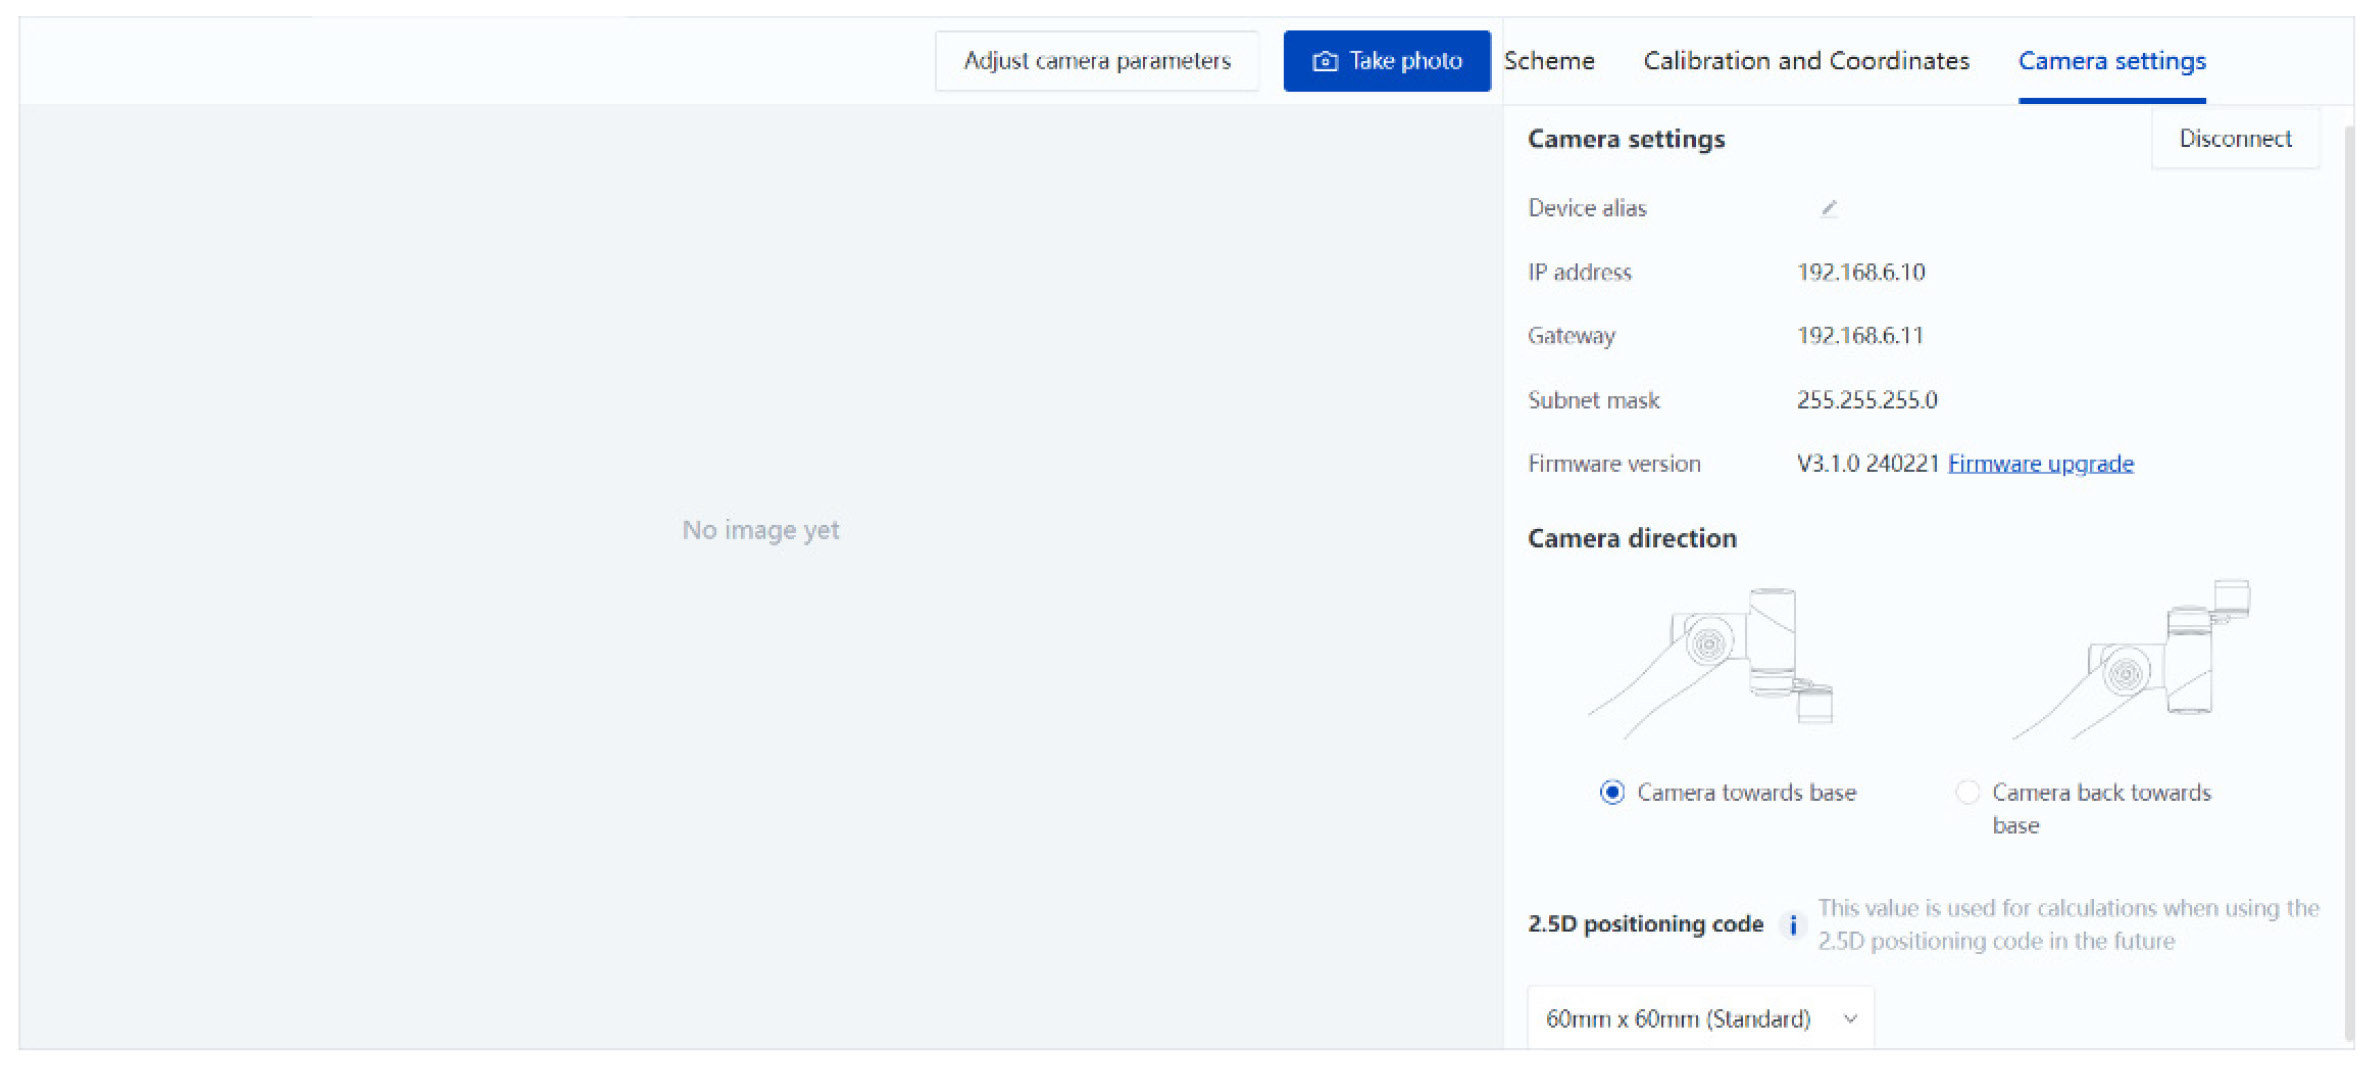 Adjust camera parameters
Take photo
Scheme
Calibration and Coordinates
Camera settings
No image yet
Camera settings
Disconnect
Device alias
IP address 192.168.6.10
Gateway 192.168.6.11
Subnet mask 255.255.255.0
Firmware version V3.1.0 240221 Firmware upgrade
Camera direction
Camera towards base
Camera back towards
base
2.5D positioning code i
This value is used for calculations when using the
2.5D positioning code in the future
60mm x 60mm (Standard)